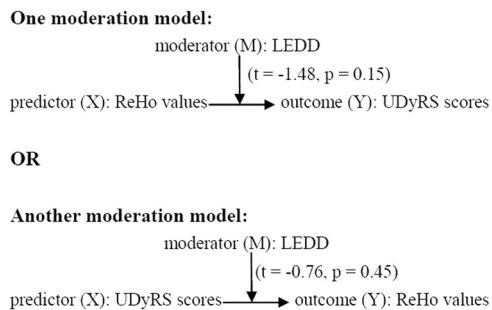 One moderation model:
moderator (M): LEDD
(t = -1.48, p = 0.15)
predictor (X): ReHo values
outcome (Y): UDyRS scores
OR
Another moderation model:
moderator (M): LEDD
(t = -0.76, p = 0.45)
predictor (X): UDyRS scores
outcome (Y): ReHo values